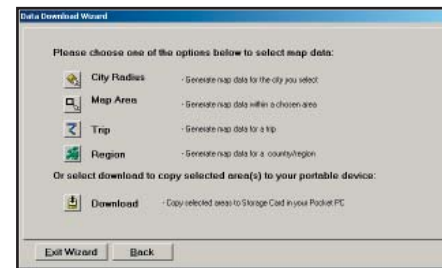 Data Download Wizard
Please choose one of the options below to select map data:
City Radius - Generate map data for the city you select
Map Area - Generate map data within a chosen area
Trip - Generate map data for a trip
Region - Generate map data for a county/region
Or select download to copy selected area(s) to your portable device:
Download - Copy selected areas to Storage Card in your Pocket PC
Exit Wizard Back